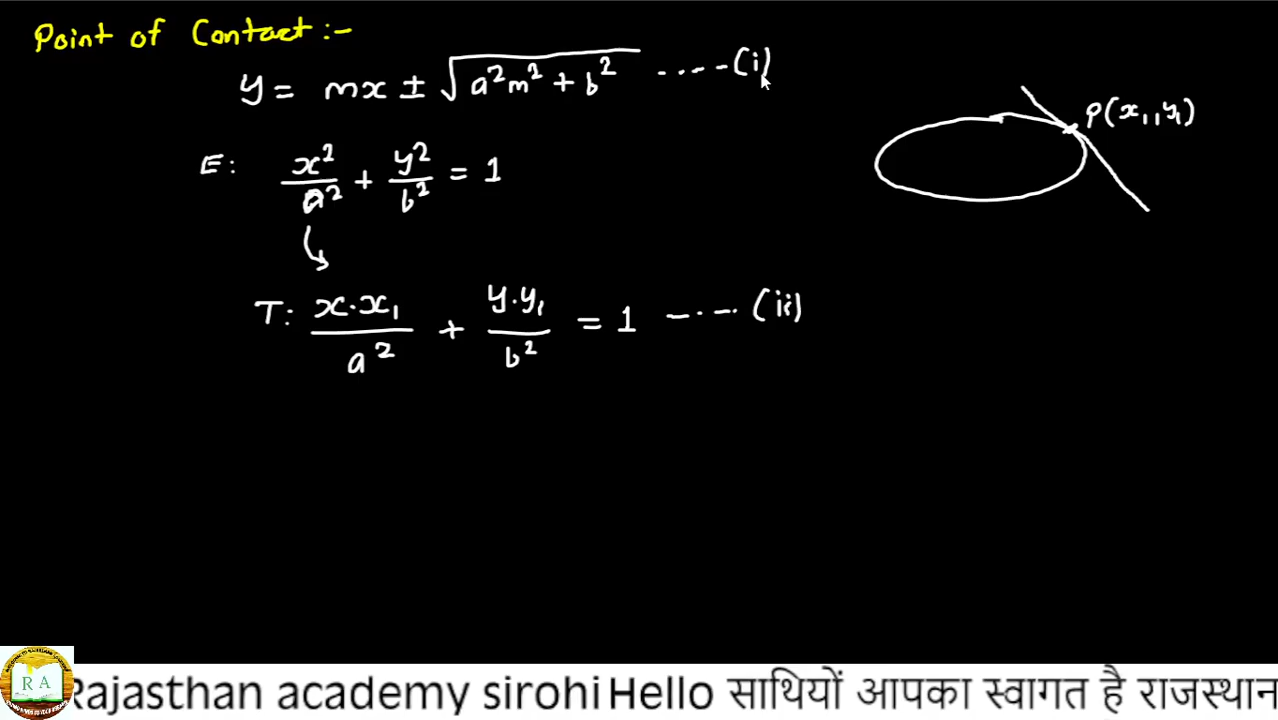 Point of Contact :-
y = mx ± √(a²m² + b²) .....(i)
P(x₁, y₁)
E: x²/a² + y²/b² = 1
T: x·x₁/a² + y·y₁/b² = 1 -.--.(ii)
RA
Rajasthan academy sirohi Hello साथियों आपका स्वागत है राजस्थान